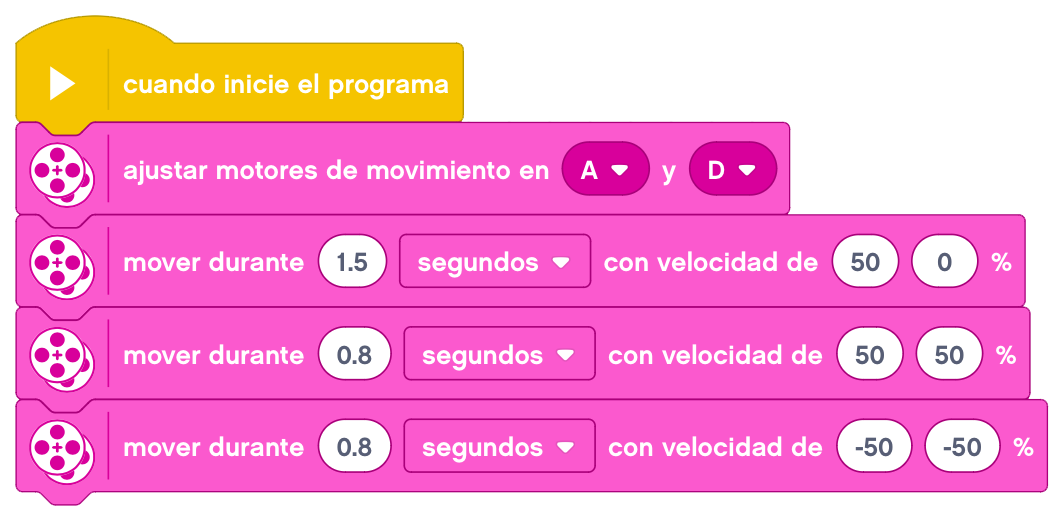 cuando inicie el programa
ajustar motores de movimiento en A y D
mover durante 1.5 segundos con velocidad de 50 0 %
mover durante 0.8 segundos con velocidad de 50 50 %
mover durante 0.8 segundos con velocidad de -50 -50 %